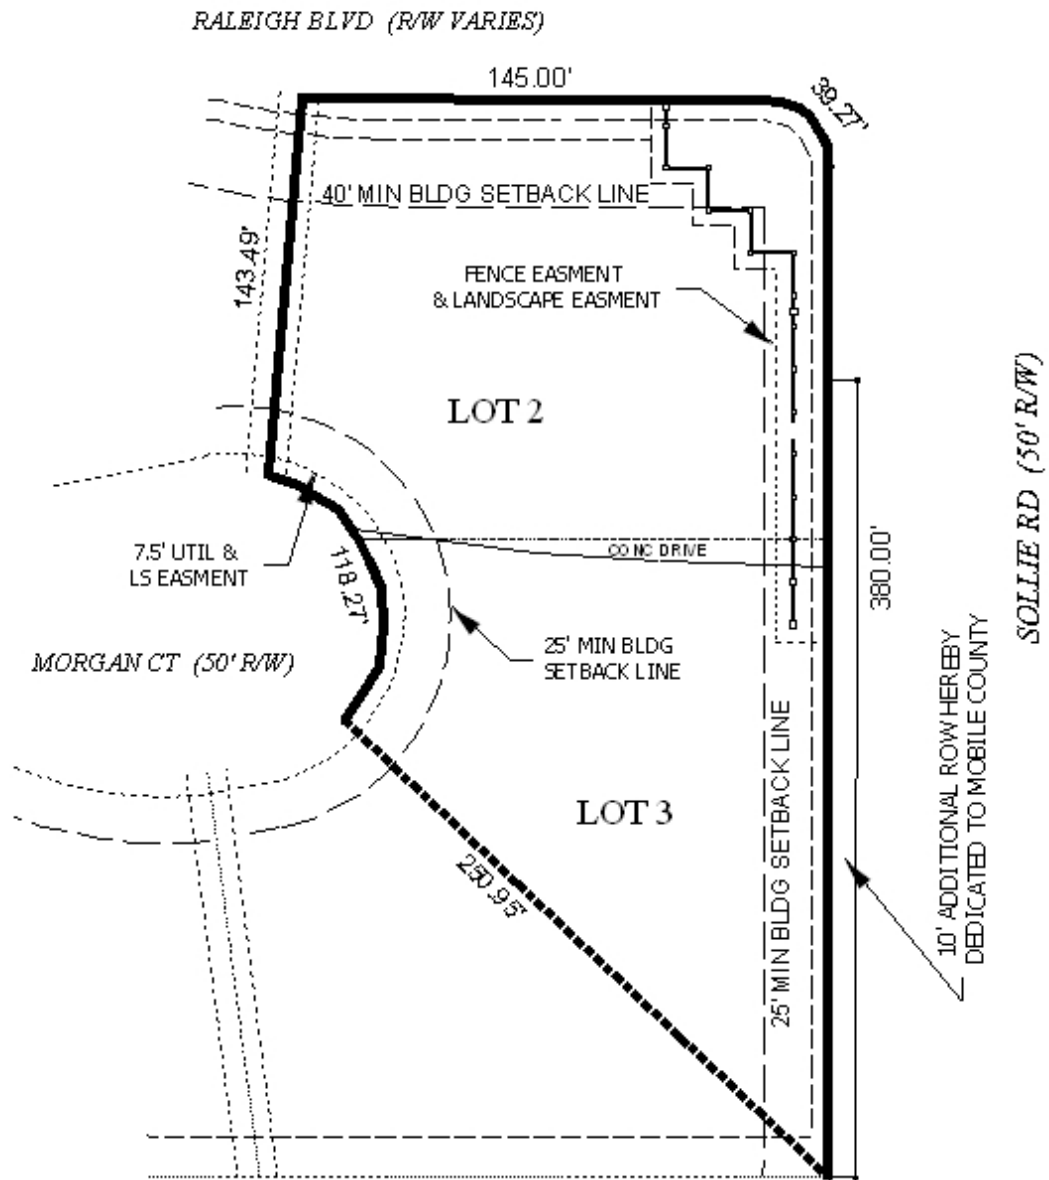 RALEIGH BLVD (R/W VARIES)
145.00'
39.27'
40' MIN BLDG SETBACK LINE
143.49'
FENCE EASMENT
& LANDSCAPE EASMENT
LOT 2
SOLLIE RD (50' R/W)
7.5' UTIL &
LS EASMENT
118.27'
CONC DRIVE
380.00'
MORGAN CT (50' R/W)
25' MIN BLDG
SETBACK LINE
10' ADDITIONAL ROW HEREBY
DEDICATED TO MOBILE COUNTY
25' MIN BLDG SETBACK LINE
LOT 3
250.95'